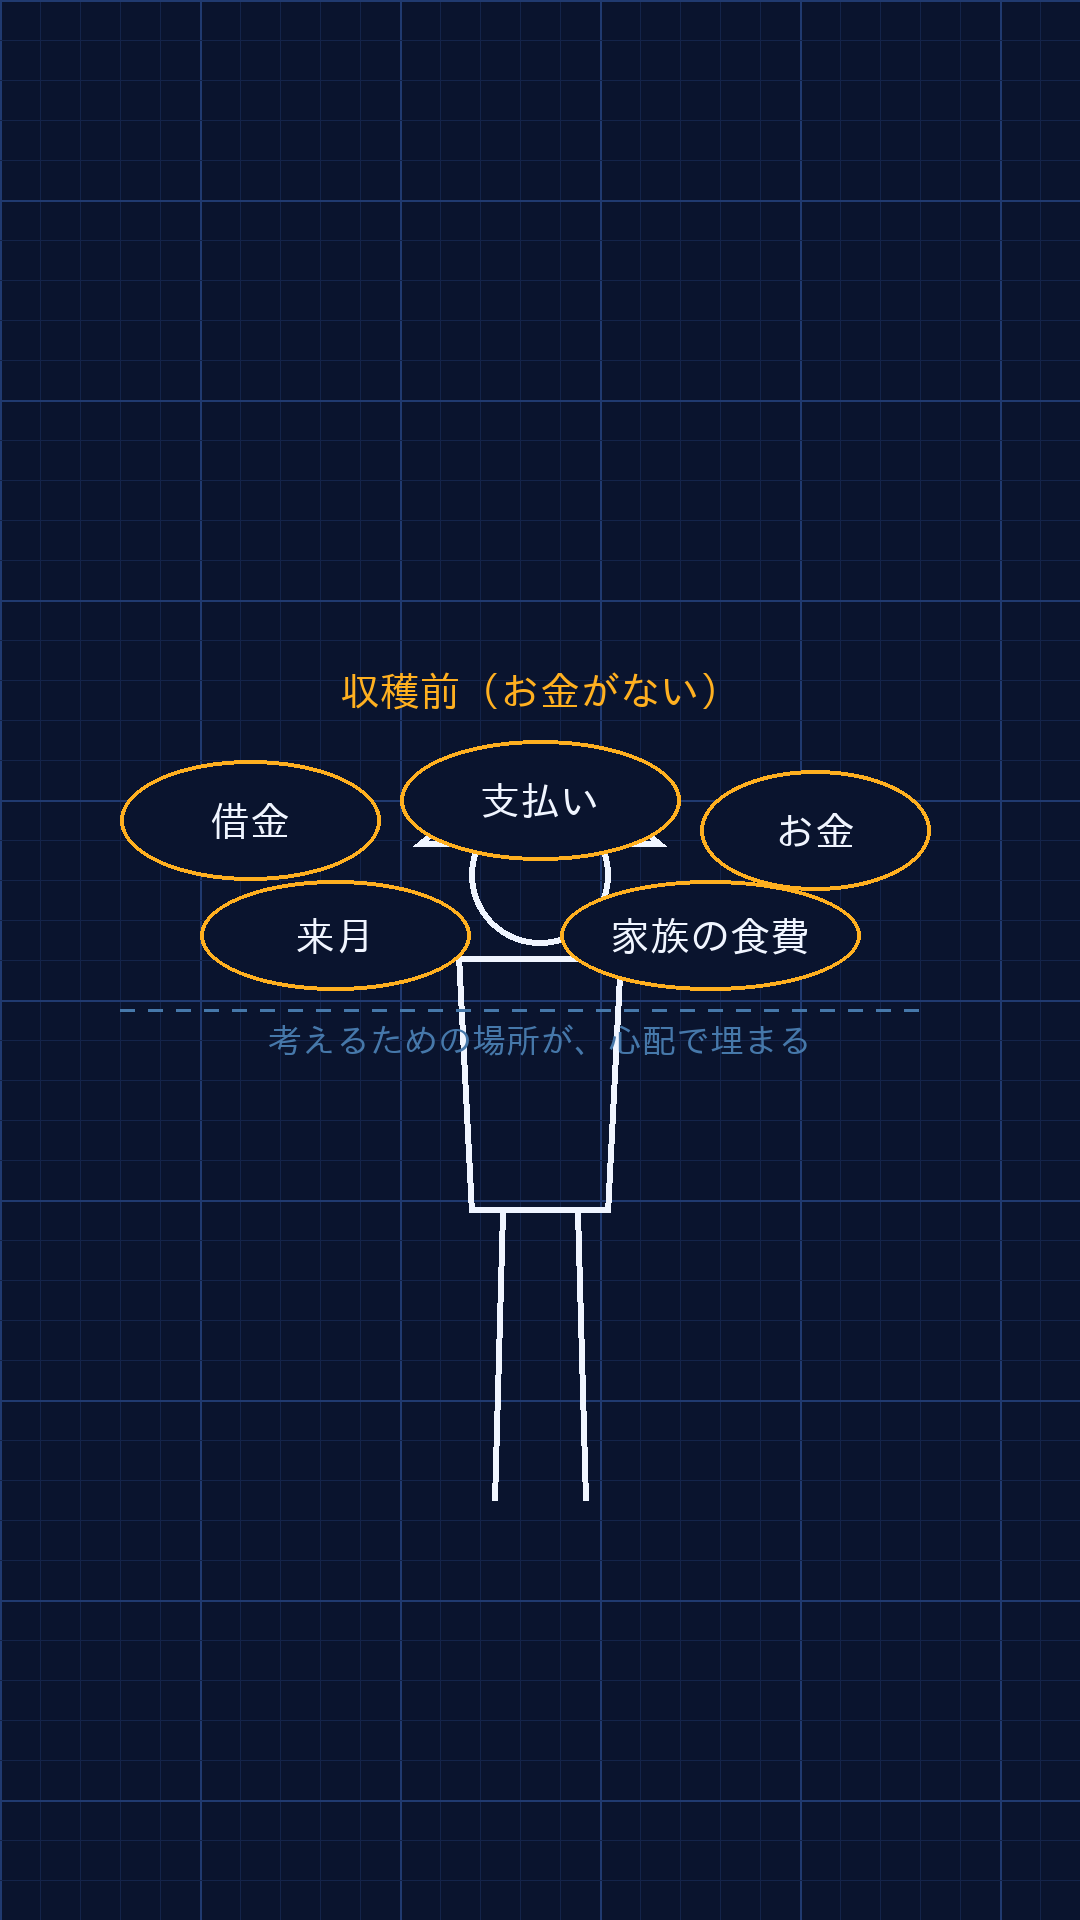 収穫前（お金がない）
支払い
借金
お金
来月
家族の食費
考えるための場所が、心配で埋まる